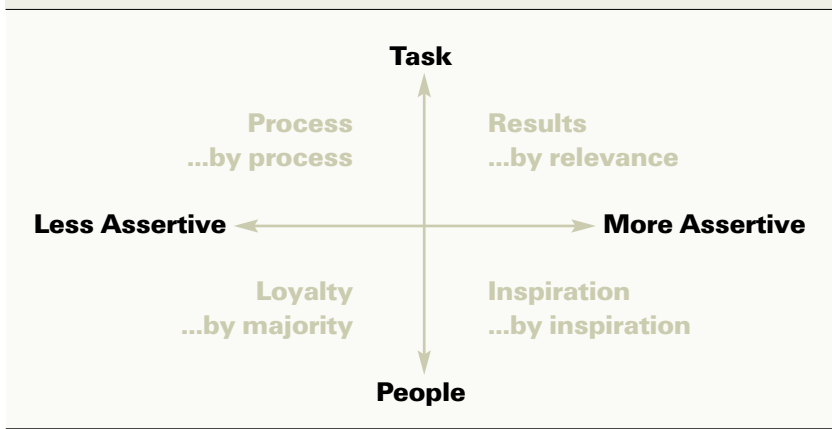 Task
Process
...by process
Results
...by relevance
Less Assertive
More Assertive
Loyalty
...by majority
Inspiration
...by inspiration
People